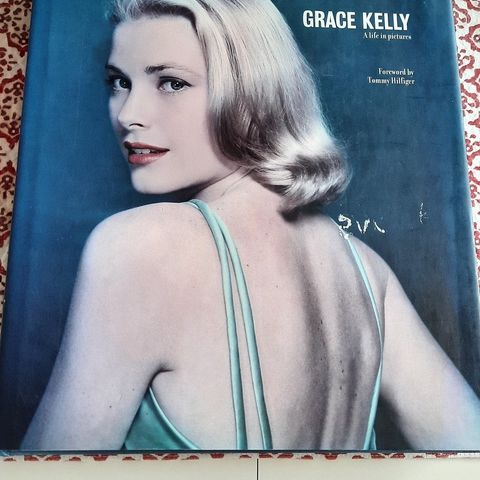 GRACE KELLY
A life in pictures
Foreword by
Tommy Hilfiger